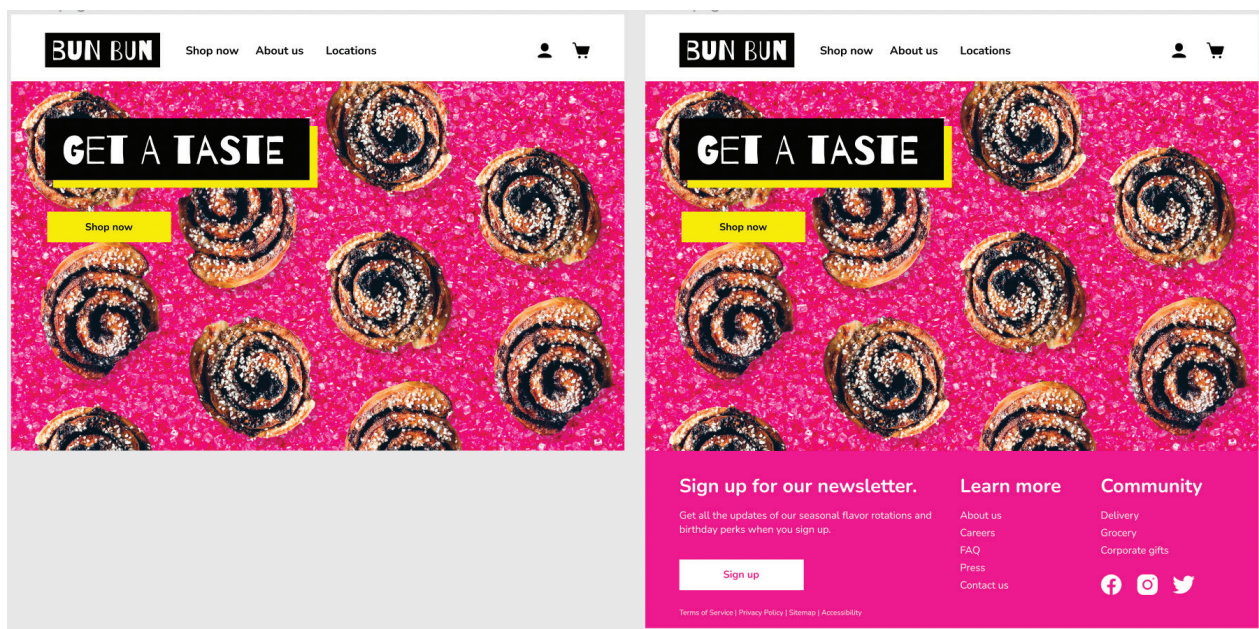 BUN BUN
Shop now About us Locations
GET A TASTE
Shop now
BUN BUN
Shop now About us Locations
GET A TASTE
Shop now
Sign up for our newsletter.
Get all the updates of our seasonal flavor rotations and
birthday perks when you sign up.
Sign up
Terms of Service | Privacy Policy | Sitemap | Accessibility
Learn more
About us
Careers
FAQ
Press
Contact us
Community
Delivery
Grocery
Corporate gifts